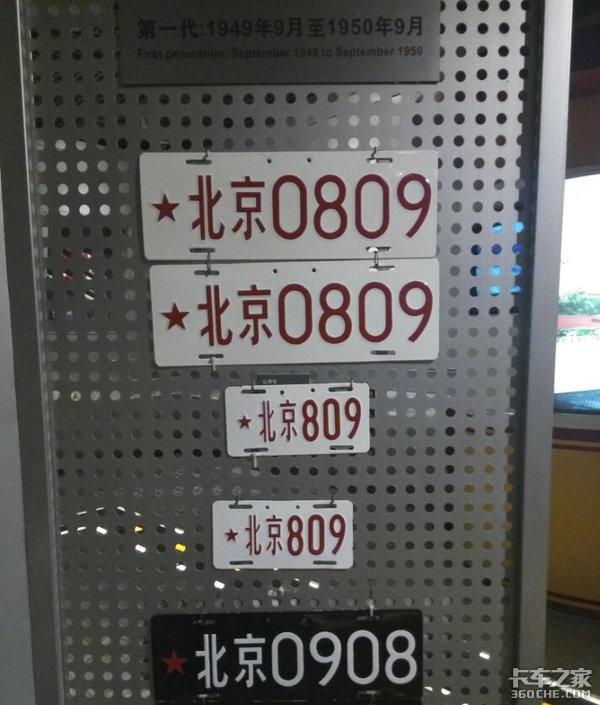 第一代:1949年9月至1950年9月
First generation: September 1949 to September 1950
★北京0809
★北京0809
★北京809
★北京809
★北京0908
卡车之家
360CHE.COM